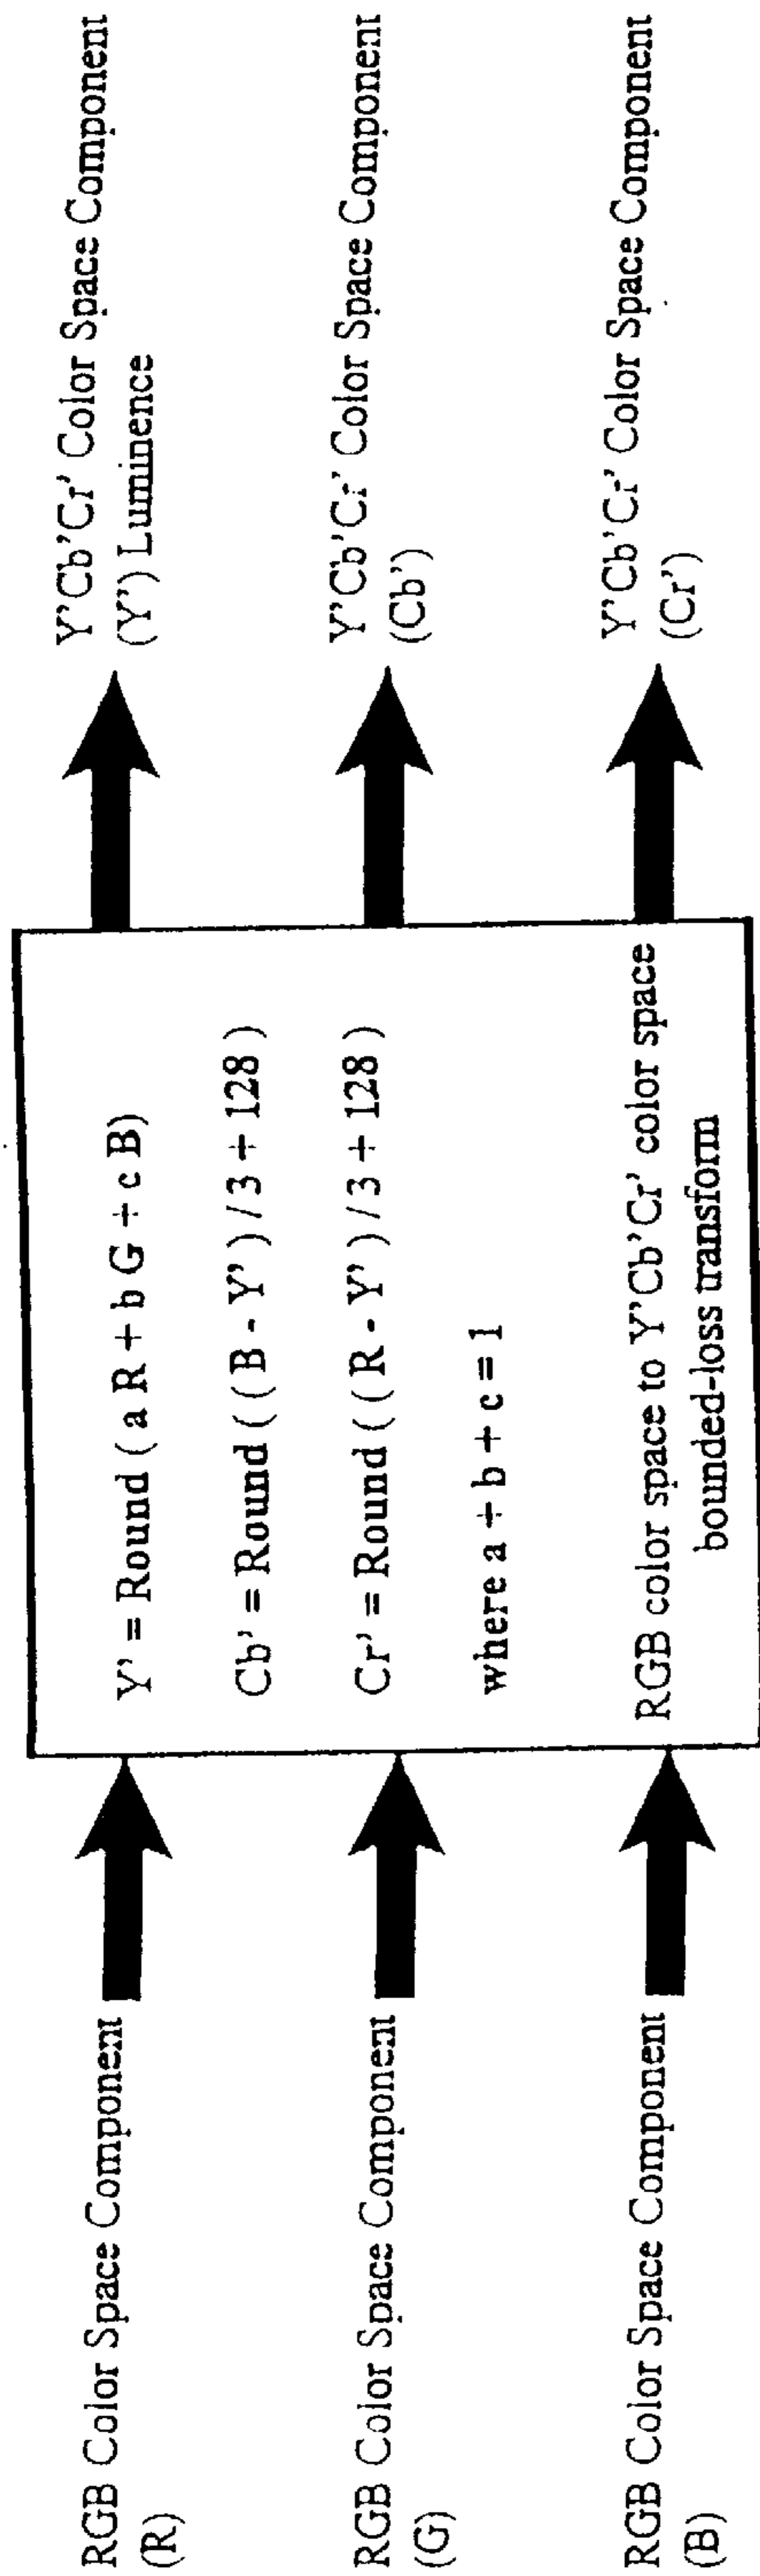 RGB Color Space Component
(R)
RGB Color Space Component
(G)
RGB Color Space Component
(B)
Y' = Round ( a R + b G + c B)
Cb' = Round ( ( B - Y' ) / 3 + 128 )
Cr' = Round ( ( R - Y' ) / 3 + 128 )
where a + b + c = 1
RGB color space to Y'Cb'Cr' color space
bounded-loss transform
Y'Cb'Cr' Color Space Component
(Y') Luminence
Y'Cb'Cr' Color Space Component
(Cb')
Y'Cb'Cr' Color Space Component
(Cr')